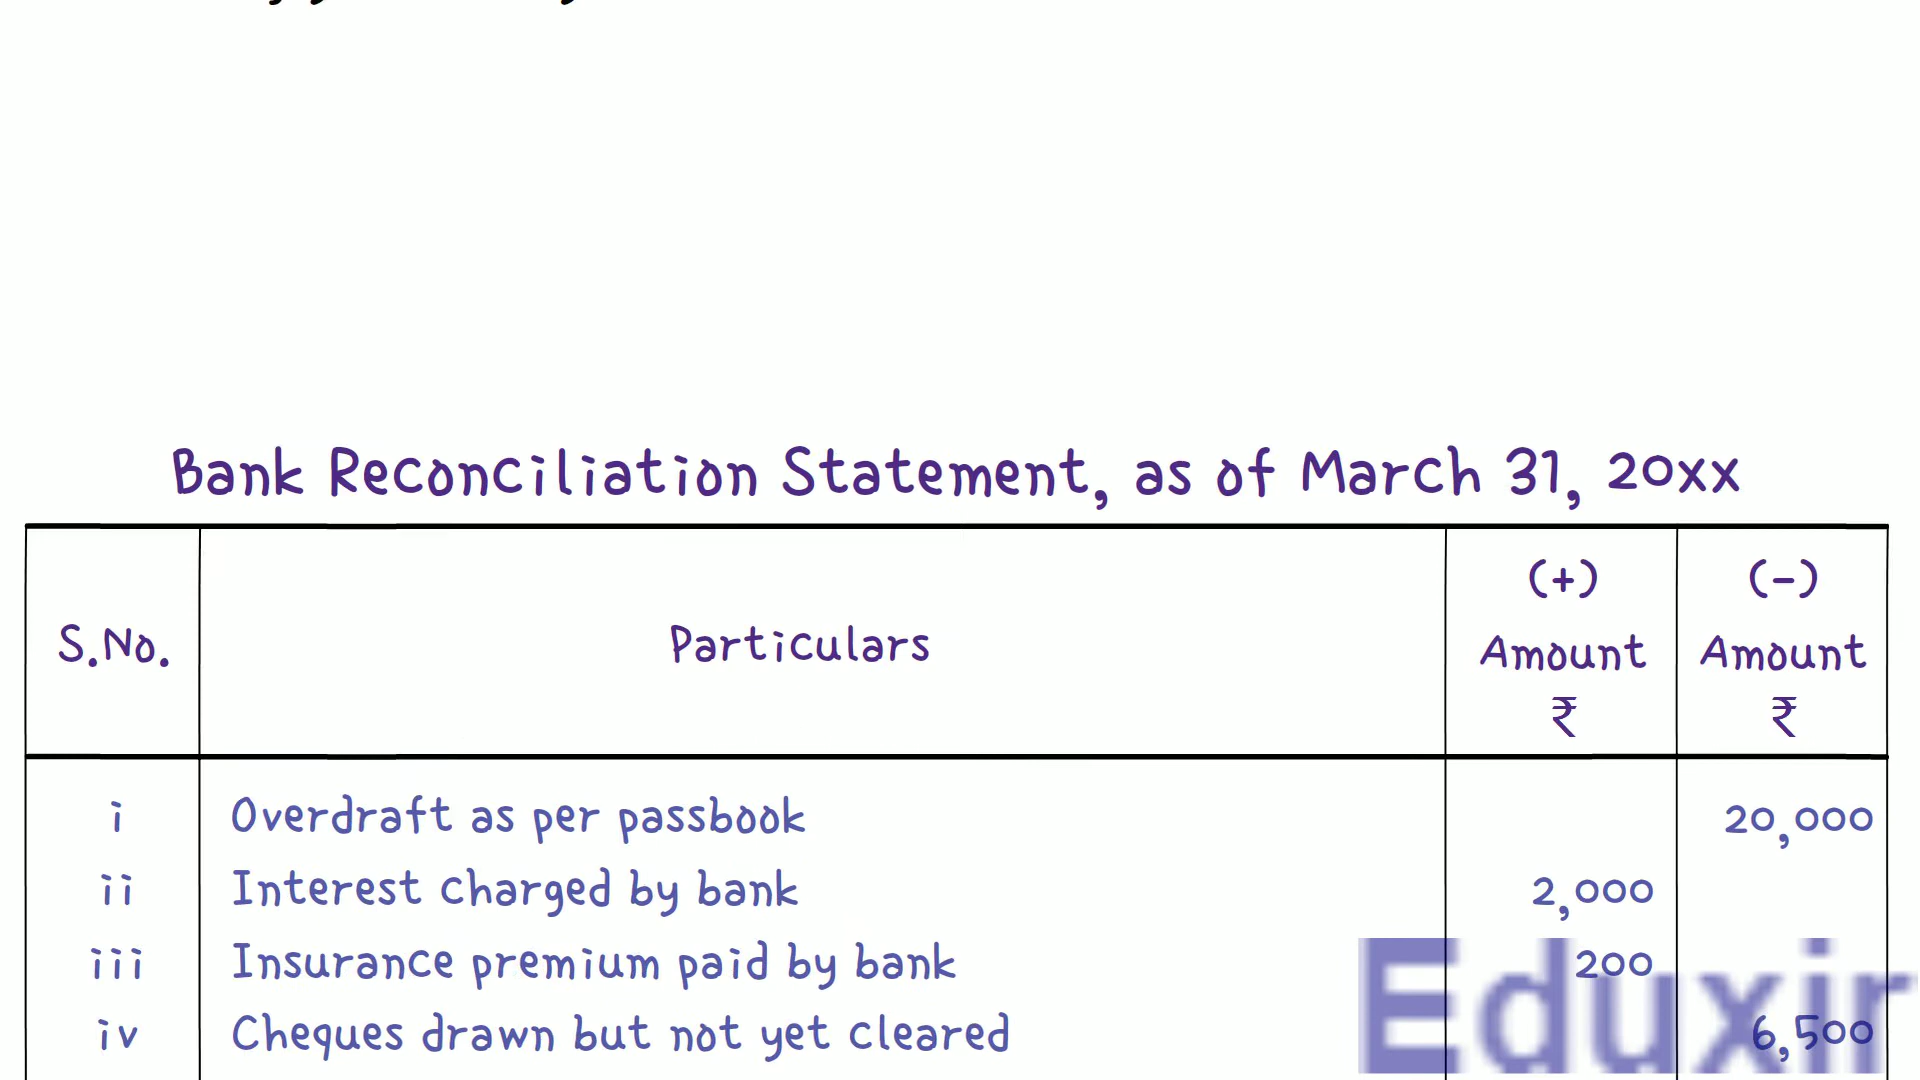 Bank Reconciliation Statement, as of March 31, 20xx
S.No. Particulars (+) Amount ₹ (-) Amount ₹
i Overdraft as per passbook 20,000
ii Interest charged by bank 2,000
iii Insurance premium paid by bank 200
iv Cheques drawn but not yet cleared 6,500
Eduxir